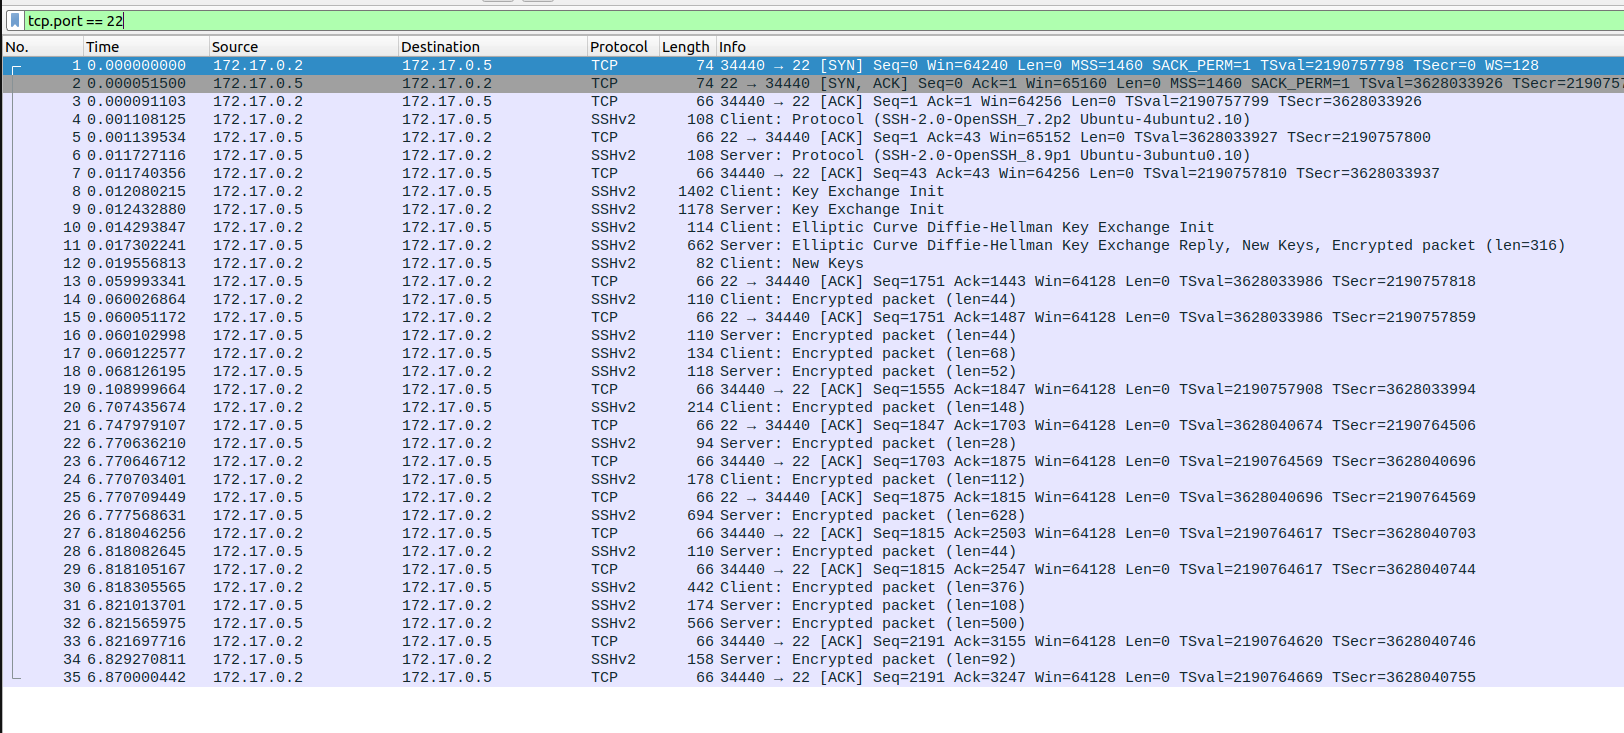 tcp.port == 22
No. Time Source Destination Protocol Length Info
1 0.000000000 172.17.0.2 172.17.0.5 TCP 74 34440 → 22 [SYN] Seq=0 Win=64240 Len=0 MSS=1460 SACK_PERM=1 TSval=2190757798 TSecr=0 WS=128
2 0.000051500 172.17.0.5 172.17.0.2 TCP 74 22 → 34440 [SYN, ACK] Seq=0 Ack=1 Win=65160 Len=0 MSS=1460 SACK_PERM=1 TSval=3628033926 TSecr=219075
3 0.000091103 172.17.0.2 172.17.0.5 TCP 66 34440 → 22 [ACK] Seq=1 Ack=1 Win=64256 Len=0 TSval=2190757799 TSecr=3628033926
4 0.001108125 172.17.0.2 172.17.0.5 SSHv2 108 Client: Protocol (SSH-2.0-OpenSSH_7.2p2 Ubuntu-4ubuntu2.10)
5 0.001139534 172.17.0.5 172.17.0.2 TCP 66 22 → 34440 [ACK] Seq=1 Ack=43 Win=65152 Len=0 TSval=3628033927 TSecr=2190757800
6 0.011727116 172.17.0.5 172.17.0.2 SSHv2 108 Server: Protocol (SSH-2.0-OpenSSH_8.9p1 Ubuntu-3ubuntu0.10)
7 0.011740356 172.17.0.2 172.17.0.5 TCP 66 34440 → 22 [ACK] Seq=43 Ack=43 Win=64256 Len=0 TSval=2190757810 TSecr=3628033937
8 0.012080215 172.17.0.2 172.17.0.5 SSHv2 1402 Client: Key Exchange Init
9 0.012432880 172.17.0.5 172.17.0.2 SSHv2 1178 Server: Key Exchange Init
10 0.014293847 172.17.0.2 172.17.0.5 SSHv2 114 Client: Elliptic Curve Diffie-Hellman Key Exchange Init
11 0.017302241 172.17.0.5 172.17.0.2 SSHv2 662 Server: Elliptic Curve Diffie-Hellman Key Exchange Reply, New Keys, Encrypted packet (len=316)
12 0.019556813 172.17.0.2 172.17.0.5 SSHv2 82 Client: New Keys
13 0.059993341 172.17.0.5 172.17.0.2 TCP 66 22 → 34440 [ACK] Seq=1751 Ack=1443 Win=64128 Len=0 TSval=3628033986 TSecr=2190757818
14 0.060026864 172.17.0.2 172.17.0.5 SSHv2 110 Client: Encrypted packet (len=44)
15 0.060051172 172.17.0.5 172.17.0.2 TCP 66 22 → 34440 [ACK] Seq=1751 Ack=1487 Win=64128 Len=0 TSval=3628033986 TSecr=2190757859
16 0.060102998 172.17.0.5 172.17.0.2 SSHv2 110 Server: Encrypted packet (len=44)
17 0.060122577 172.17.0.2 172.17.0.5 SSHv2 134 Client: Encrypted packet (len=68)
18 0.068126195 172.17.0.5 172.17.0.2 SSHv2 118 Server: Encrypted packet (len=52)
19 0.108999664 172.17.0.2 172.17.0.5 TCP 66 34440 → 22 [ACK] Seq=1555 Ack=1847 Win=64128 Len=0 TSval=2190757908 TSecr=3628033994
20 6.707435674 172.17.0.2 172.17.0.5 SSHv2 214 Client: Encrypted packet (len=148)
21 6.747979107 172.17.0.5 172.17.0.2 TCP 66 22 → 34440 [ACK] Seq=1847 Ack=1703 Win=64128 Len=0 TSval=3628040674 TSecr=2190764506
22 6.770636210 172.17.0.5 172.17.0.2 SSHv2 94 Server: Encrypted packet (len=28)
23 6.770646712 172.17.0.2 172.17.0.5 TCP 66 34440 → 22 [ACK] Seq=1703 Ack=1875 Win=64128 Len=0 TSval=2190764569 TSecr=3628040696
24 6.770703401 172.17.0.2 172.17.0.5 SSHv2 178 Client: Encrypted packet (len=112)
25 6.770709449 172.17.0.5 172.17.0.2 TCP 66 22 → 34440 [ACK] Seq=1875 Ack=1815 Win=64128 Len=0 TSval=3628040696 TSecr=2190764569
26 6.777568631 172.17.0.5 172.17.0.2 SSHv2 694 Server: Encrypted packet (len=628)
27 6.818046256 172.17.0.2 172.17.0.5 TCP 66 34440 → 22 [ACK] Seq=1815 Ack=2503 Win=64128 Len=0 TSval=2190764617 TSecr=3628040703
28 6.818082645 172.17.0.5 172.17.0.2 SSHv2 110 Server: Encrypted packet (len=44)
29 6.818105167 172.17.0.2 172.17.0.5 TCP 66 34440 → 22 [ACK] Seq=1815 Ack=2547 Win=64128 Len=0 TSval=2190764617 TSecr=3628040744
30 6.818305565 172.17.0.2 172.17.0.5 SSHv2 442 Client: Encrypted packet (len=376)
31 6.821013701 172.17.0.5 172.17.0.2 SSHv2 174 Server: Encrypted packet (len=108)
32 6.821565975 172.17.0.5 172.17.0.2 SSHv2 566 Server: Encrypted packet (len=500)
33 6.821697716 172.17.0.2 172.17.0.5 TCP 66 34440 → 22 [ACK] Seq=2191 Ack=3155 Win=64128 Len=0 TSval=2190764620 TSecr=3628040746
34 6.829270811 172.17.0.5 172.17.0.2 SSHv2 158 Server: Encrypted packet (len=92)
35 6.870000442 172.17.0.2 172.17.0.5 TCP 66 34440 → 22 [ACK] Seq=2191 Ack=3247 Win=64128 Len=0 TSval=2190764669 TSecr=3628040755